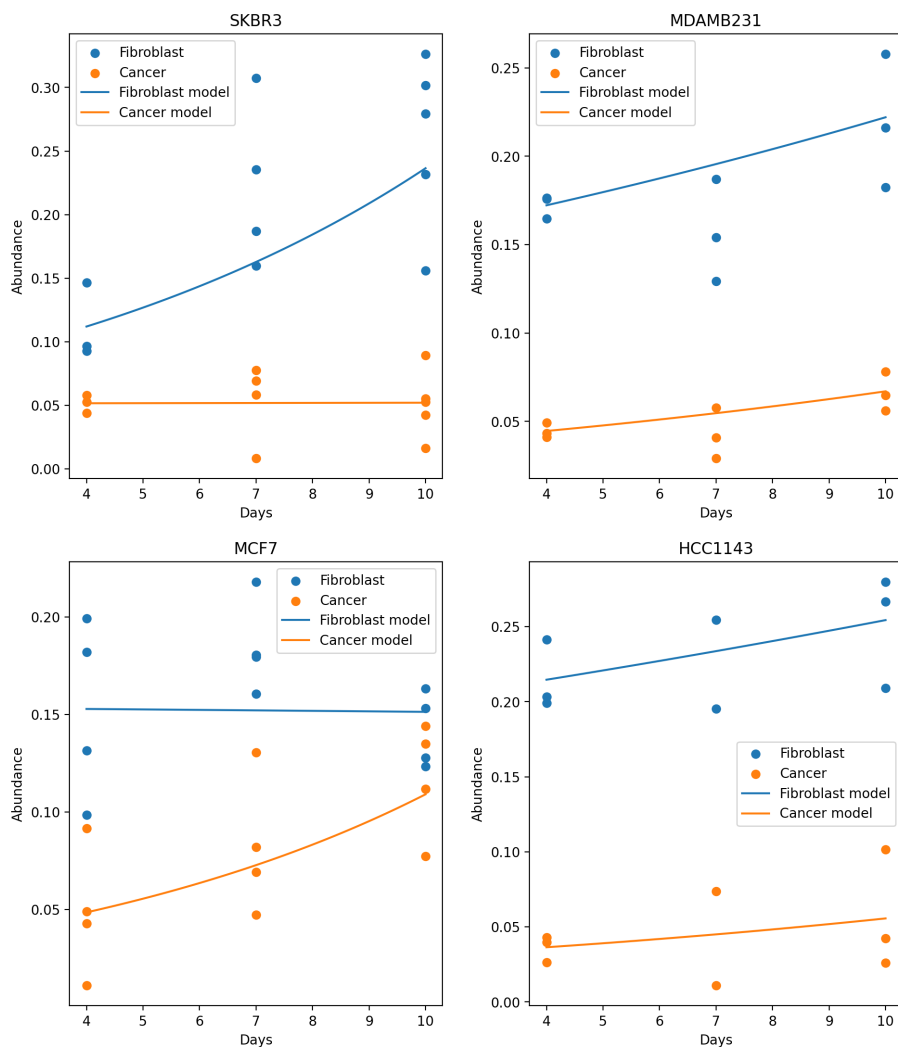 SKBR3
Fibroblast
Cancer
Fibroblast model
Cancer model
Abundance
0.30
0.25
0.20
0.15
0.10
0.05
0.00
4 5 6 7 8 9 10
Days
MDAMB231
Fibroblast
Cancer
Fibroblast model
Cancer model
Abundance
0.25
0.20
0.15
0.10
0.05
4 5 6 7 8 9 10
Days
MCF7
Fibroblast
Cancer
Fibroblast model
Cancer model
Abundance
0.20
0.15
0.10
0.05
4 5 6 7 8 9 10
Days
HCC1143
Fibroblast
Cancer
Fibroblast model
Cancer model
Abundance
0.25
0.20
0.15
0.10
0.05
0.00
4 5 6 7 8 9 10
Days